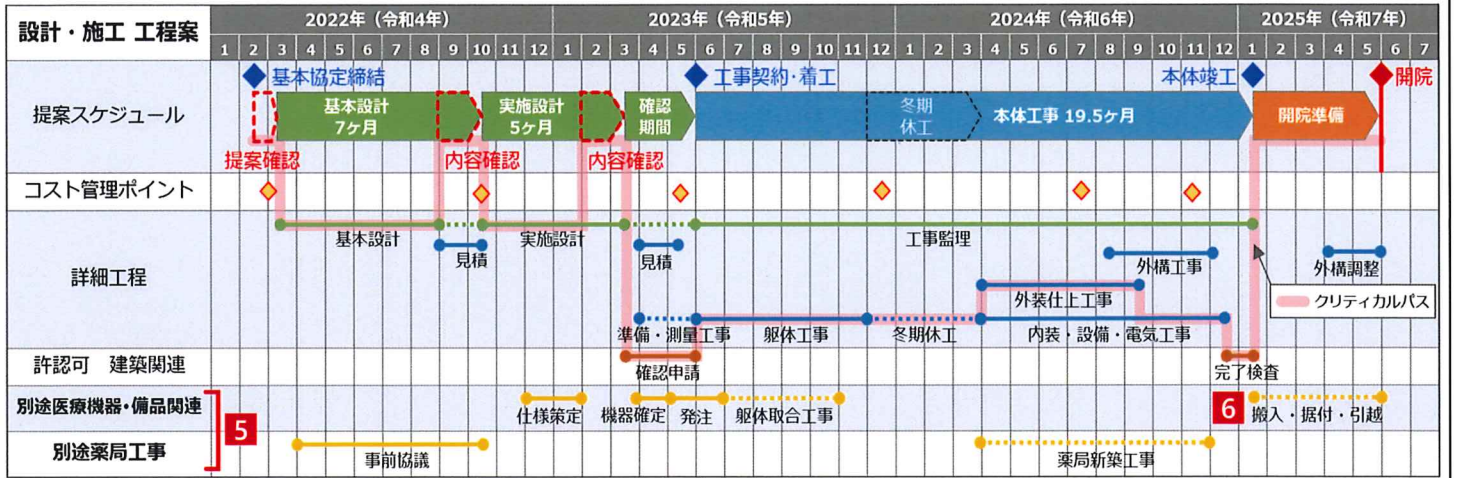 設計・施工 工程案
2022年（令和4年）
2023年（令和5年）
2024年（令和6年）
2025年（令和7年）
1 2 3 4 5 6 7 8 9 10 11 12 1 2 3 4 5 6 7 8 9 10 11 12 1 2 3 4 5 6 7 8 9 10 11 12 1 2 3 4 5 6 7
提案スケジュール
基本協定締結
工事契約・着工
本体竣工
開院
基本設計
7ヶ月
実施設計
5ヶ月
確認
期間
冬期
休工
本体工事 19.5ヶ月
開院準備
提案確認
内容確認
内容確認
コスト管理ポイント
詳細工程
基本設計
実施設計
工事監理
見積
見積
外構工事
外構調整
外装仕上工事
クリティカルパス
準備・測量工事
躯体工事
冬期休工
内装・設備・電気工事
許認可 建築関連
確認申請
完了検査
別途医療機器・備品関連
5
仕様策定
機器確定
発注
躯体取合工事
6
搬入・据付・引越
別途薬局工事
事前協議
薬局新築工事